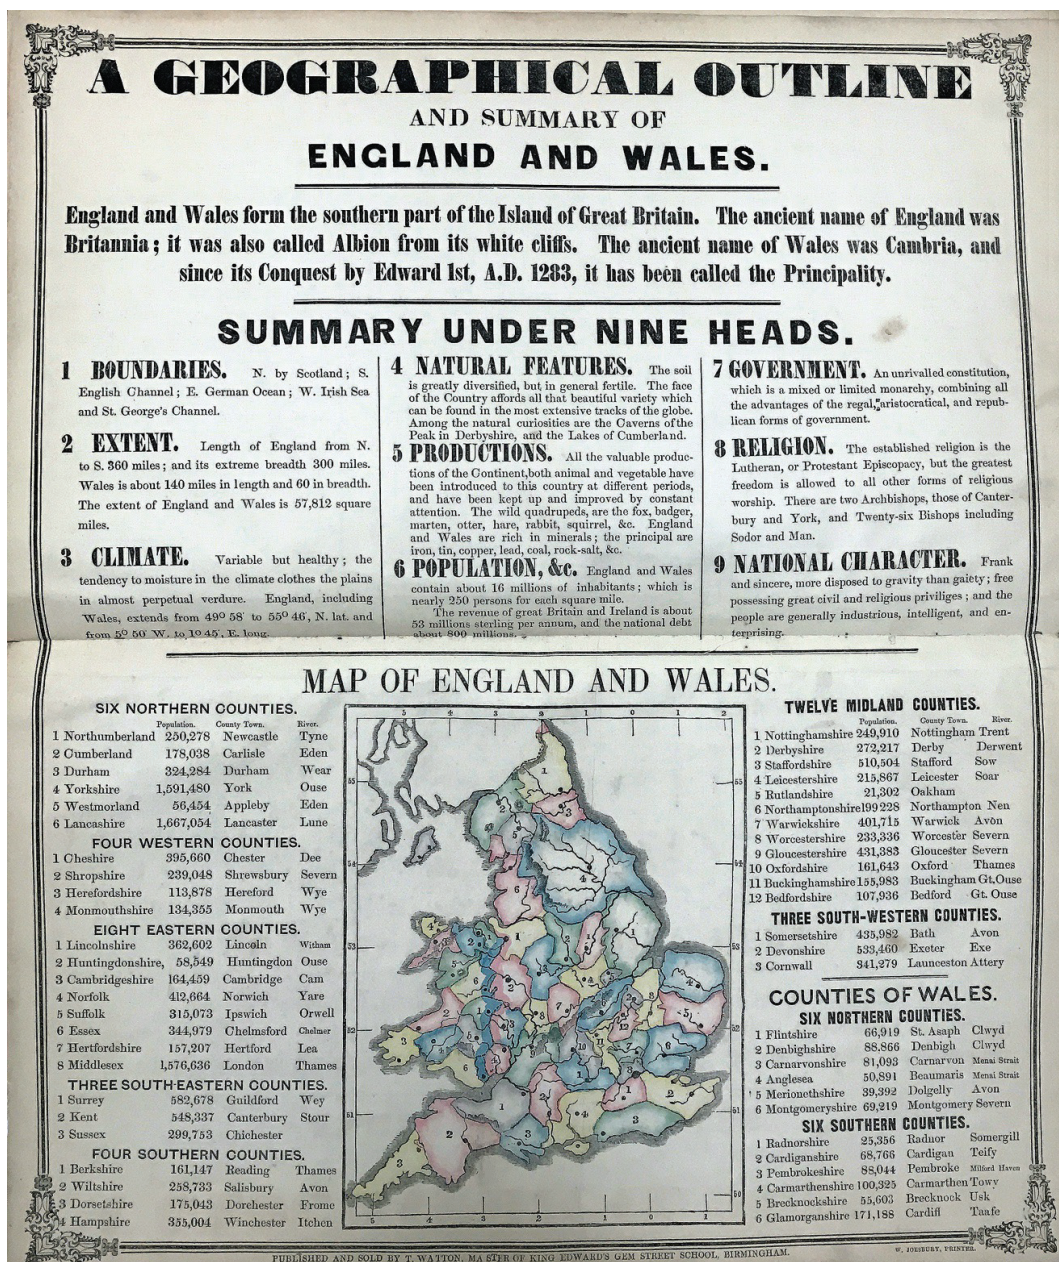 A GEOGRAPHICAL OUTLINE
AND SUMMARY OF
ENGLAND AND WALES.
England and Wales form the southern part of the Island of Great Britain. The ancient name of England was
Britannia; it was also called Albion from its white cliffs. The ancient name of Wales was Cambria, and
since its Conquest by Edward 1st, A.D. 1283, it has been called the Principality.
SUMMARY UNDER NINE HEADS.
1 BOUNDARIES. N. by Scotland; S.
English Channel; E. German Ocean; W. Irish Sea
and St. George's Channel.
2 EXTENT. Length of England from N.
to S. 360 miles; and its extreme breadth 300 miles.
Wales is about 140 miles in length and 60 in breadth.
The extent of England and Wales is 57,812 square
miles.
3 CLIMATE. Variable but healthy; the
tendency to moisture in the climate clothes the plains
in almost perpetual verdure. England, including
Wales, extends from 49º 58' to 55º 46', N. lat. and
from 5º 50' W. to 1º 45', E. long.
4 NATURAL FEATURES. The soil
is greatly diversified, but in general fertile. The face
of the Country affords all that beautiful variety which
can be found in the most extensive tracks of the globe.
Among the natural curiosities are the Caverns of the
Peak in Derbyshire, and the Lakes of Cumberland.
5 PRODUCTIONS. All the valuable produc-
tions of the Continent,both animal and vegetable have
been introduced to this country at different periods,
and have been kept up and improved by constant
attention. The wild quadrupeds, are the fox, badger,
marten, otter, hare, rabbit, squirrel, &c. England
and Wales are rich in minerals; the principal are
iron, tin, copper, lead, coal, rock-salt, &c.
6 POPULATION, &c. England and Wales
contain about 16 millions of inhabitants; which is
nearly 250 persons for each square mile.
The revenue of great Britain and Ireland is about
53 millions sterling per annum, and the national debt
about 800 millions.
7 GOVERNMENT. An unrivalled constitution,
which is a mixed or limited monarchy, combining all
the advantages of the regal, aristocratical, and repub-
lican forms of government.
8 RELIGION. The established religion is the
Lutheran, or Protestant Episcopacy, but the greatest
freedom is allowed to all other forms of religious
worship. There are two Archbishops, those of Canter-
bury and York, and Twenty-six Bishops including
Sodor and Man.
9 NATIONAL CHARACTER. Frank
and sincere, more disposed to gravity than gaiety; free
possessing great civil and religious priviliges; and the
people are generally industrious, intelligent, and en-
terprising.
MAP OF ENGLAND AND WALES.
SIX NORTHERN COUNTIES.
Population. County Town. River.
1 Northumberland 250,278 Newcastle Tyne
2 Cumberland 178,038 Carlisle Eden
3 Durham 324,284 Durham Wear
4 Yorkshire 1,591,480 York Ouse
5 Westmorland 56,454 Appleby Eden
6 Lancashire 1,667,054 Lancaster Lune
FOUR WESTERN COUNTIES.
1 Cheshire 395,660 Chester Dee
2 Shropshire 239,048 Shrewsbury Severn
3 Herefordshire 113,878 Hereford Wye
4 Monmouthshire 134,355 Monmouth Wye
EIGHT EASTERN COUNTIES.
1 Lincolnshire 362,602 Lincoln Witham
2 Huntingdonshire, 58,549 Huntingdon Ouse
3 Cambridgeshire 164,459 Cambridge Cam
4 Norfolk 412,664 Norwich Yare
5 Suffolk 315,073 Ipswich Orwell
6 Essex 344,979 Chelmsford Chelmer
7 Hertfordshire 157,207 Hertford Lea
8 Middlesex 1,576,636 London Thames
THREE SOUTH-EASTERN COUNTIES.
1 Surrey 582,678 Guildford Wey
2 Kent 548,337 Canterbury Stour
3 Sussex 299,753 Chichester
FOUR SOUTHERN COUNTIES.
1 Berkshire 161,147 Reading Thames
2 Wiltshire 258,733 Salisbury Avon
3 Dorsetshire 175,043 Dorchester Frome
4 Hampshire 355,004 Winchester Itchen
TWELVE MIDLAND COUNTIES.
Population. County Town. River.
1 Nottinghamshire 249,910 Nottingham Trent
2 Derbyshire 272,217 Derby Derwent
3 Staffordshire 510,504 Stafford Sow
4 Leicestershire 215,867 Leicester Soar
5 Rutlandshire 21,302 Oakham
6 Northamptonshire199 228 Northampton Nen
7 Warwickshire 401,715 Warwick Avon
8 Worcestershire 233,336 Worcester Severn
9 Gloucestershire 431,383 Gloucester Severn
10 Oxfordshire 161,643 Oxford Thames
11 Buckinghamshire 155,983 Buckingham Gt.Ouse
12 Bedfordshire 107,936 Bedford Gt. Ouse
THREE SOUTH-WESTERN COUNTIES.
1 Somersetshire 435,982 Bath Avon
2 Devonshire 533,460 Exeter Exe
3 Cornwall 341,279 Launceston Attery
COUNTIES OF WALES.
SIX NORTHERN COUNTIES.
1 Flintshire 66,919 St. Asaph Clwyd
2 Denbighshire 88,866 Denbigh Clwyd
3 Carnarvonshire 81,093 Carnarvon Menai Strait
4 Anglesea 50,891 Beaumaris Menai Strait
5 Merionethshire 39,392 Dolgelly Avon
6 Montgomeryshire 69,219 Montgomery Severn
SIX SOUTHERN COUNTIES.
1 Radnorshire 25,356 Radnor Somergill
2 Cardiganshire 68,766 Cardigan Teify
3 Pembrokeshire 88,044 Pembroke Milford Haven
4 Carmarthenshire 100,325 Carmarthen Towy
5 Brecknockshire 55,603 Brecknock Usk
6 Glamorganshire 171,188 Cardiff Taafe
PUBLISHED AND SOLD BY T. WATTON, MASTER OF KING EDWARD'S GEM STREET SCHOOL, BIRMINGHAM.
W. JOESBURY, PRINTER.